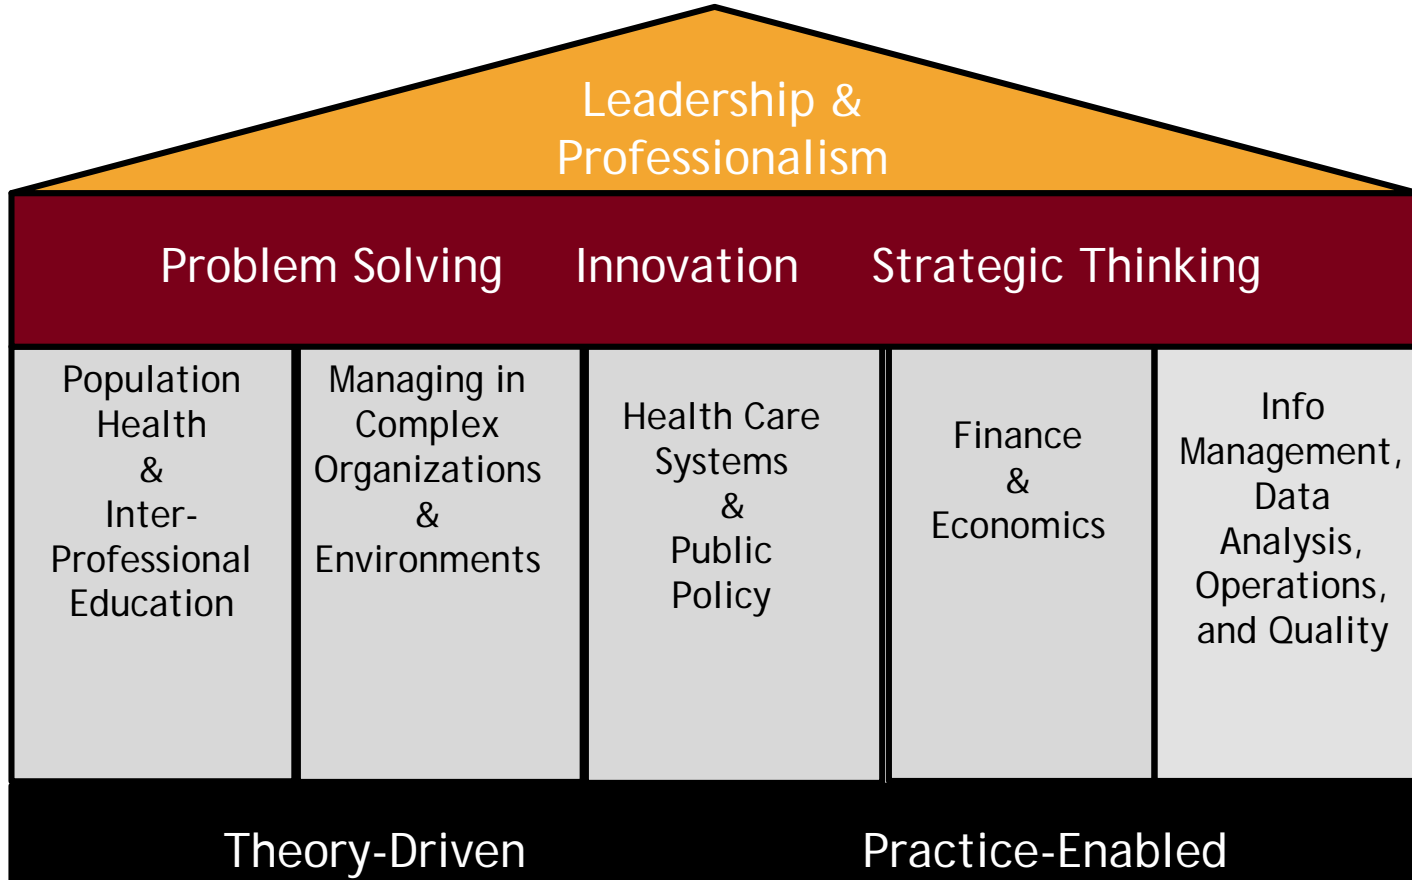 Leadership &
Professionalism
Problem Solving Innovation Strategic Thinking
Population
Health
&
Inter-
Professional
Education
Managing in
Complex
Organizations
&
Environments
Health Care
Systems
&
Public
Policy
Finance
&
Economics
Info
Management,
Data
Analysis,
Operations,
and Quality
Theory-Driven Practice-Enabled